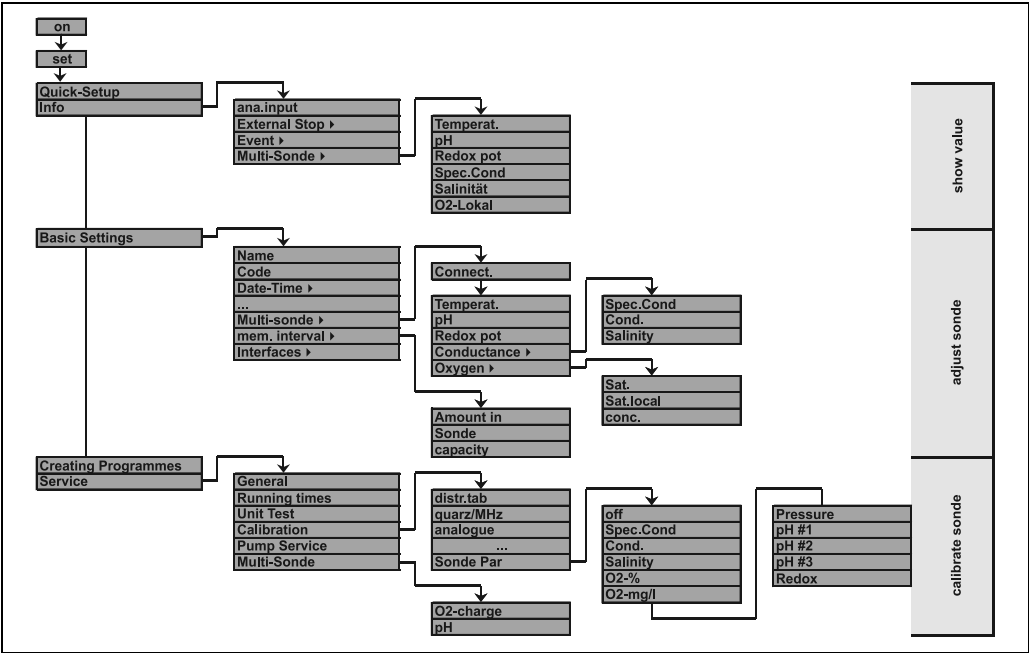 on
set
Quick-Setup
Info
ana.input
External Stop
Event
Multi-Sonde
Temperat.
pH
Redox pot
Spec.Cond
Salinität
O2-Lokal
show value
Basic Settings
Name
Code
Date-Time
...
Multi-sonde
mem. interval
Interfaces
Connect.
Temperat.
pH
Redox pot
Conductance
Oxygen
Spec.Cond
Cond.
Salinity
Sat.
Sat.local
conc.
Amount in
Sonde
capacity
adjust sonde
Creating Programmes
Service
General
Running times
Unit Test
Calibration
Pump Service
Multi-Sonde
distr.tab
quarz/MHz
analogue
...
Sonde Par
O2-charge
pH
off
Spec.Cond
Cond.
Salinity
O2-%
O2-mg/l
Pressure
pH #1
pH #2
pH #3
Redox
calibrate sonde